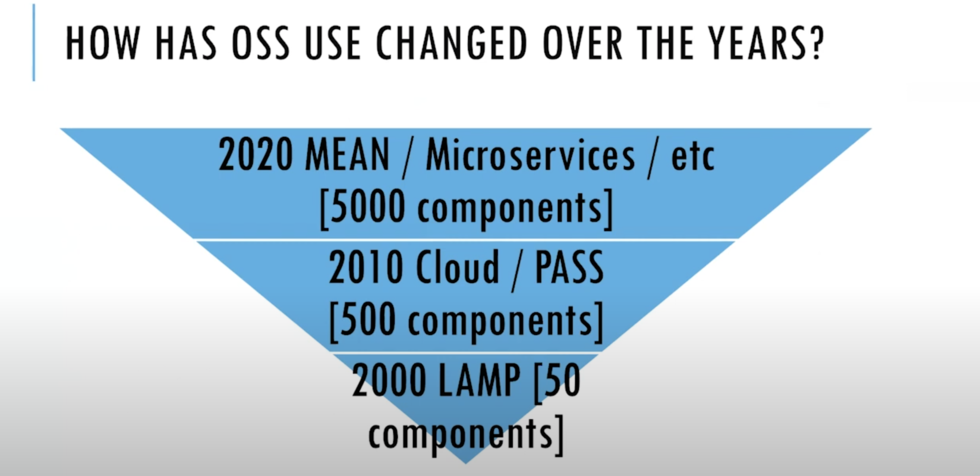 HOW HAS OSS USE CHANGED OVER THE YEARS?
2020 MEAN / Microservices / etc
[5000 components]
2010 Cloud / PASS
[500 components]
2000 LAMP [50
components]